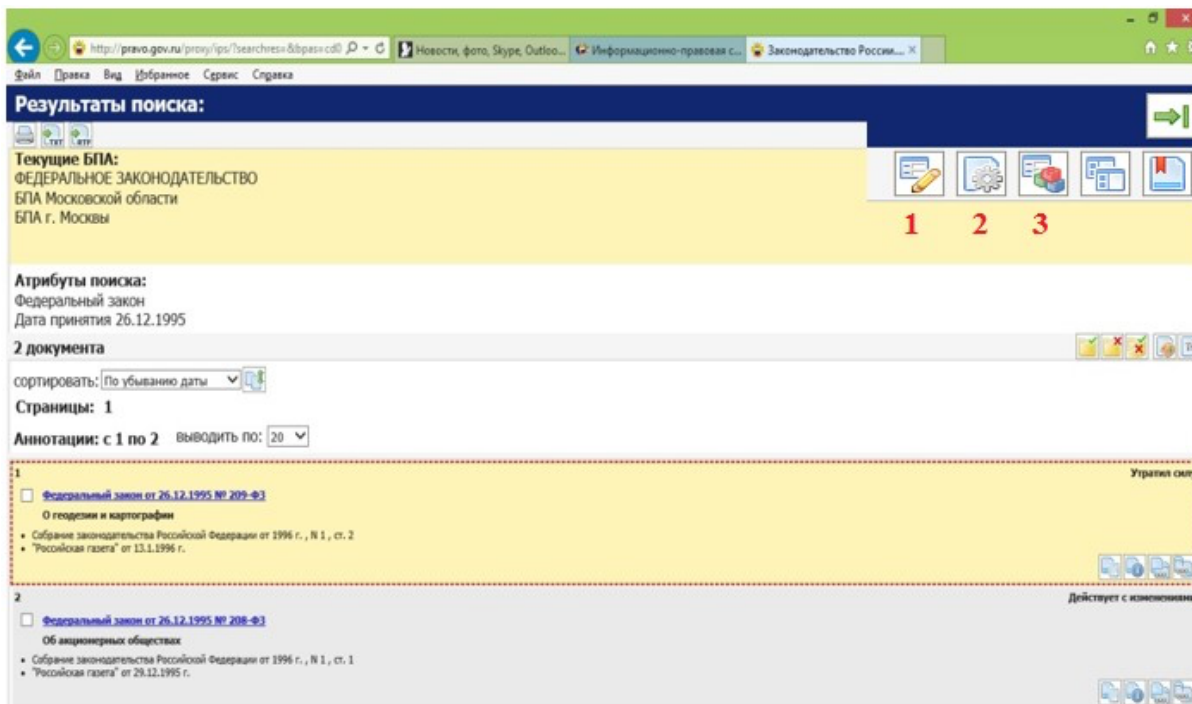 http://pravo.gov.ru/proxy/ips/?searchres=&bpas=cd0
Новости, фото, Skype, Outloo...
Информационно-правовая с...
Законодательство России....
Файл Правка Вид Избранное Сервис Справка
Результаты поиска:
TXT RTF
Текущие БПА:
ФЕДЕРАЛЬНОЕ ЗАКОНОДАТЕЛЬСТВО
БПА Московской области
БПА г. Москвы
1 2 3
Атрибуты поиска:
Федеральный закон
Дата принятия 26.12.1995
2 документа
сортировать: По убыванию даты
Страницы: 1
Аннотации: с 1 по 2 выводить по: 20
1 Утратил силу
Федеральный закон от 26.12.1995 № 209-ФЗ
О геодезии и картографии
• Собрание законодательства Российской Федерации от 1996 г. , N 1 , ст. 2
• "Российская газета" от 13.1.1996 г.
2 Действует с изменениями
Федеральный закон от 26.12.1995 № 208-ФЗ
Об акционерных обществах
• Собрание законодательства Российской Федерации от 1996 г. , N 1 , ст. 1
• "Российская газета" от 29.12.1995 г.